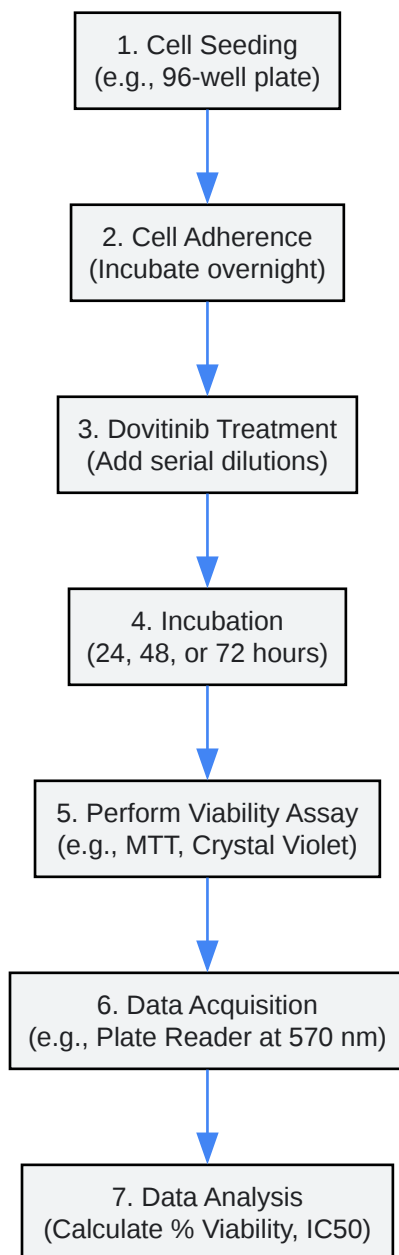 1. Cell Seeding
(e.g., 96-well plate)
2. Cell Adherence
(Incubate overnight)
3. Dovitinib Treatment
(Add serial dilutions)
4. Incubation
(24, 48, or 72 hours)
5. Perform Viability Assay
(e.g., MTT, Crystal Violet)
6. Data Acquisition
(e.g., Plate Reader at 570 nm)
7. Data Analysis
(Calculate % Viability, IC50)